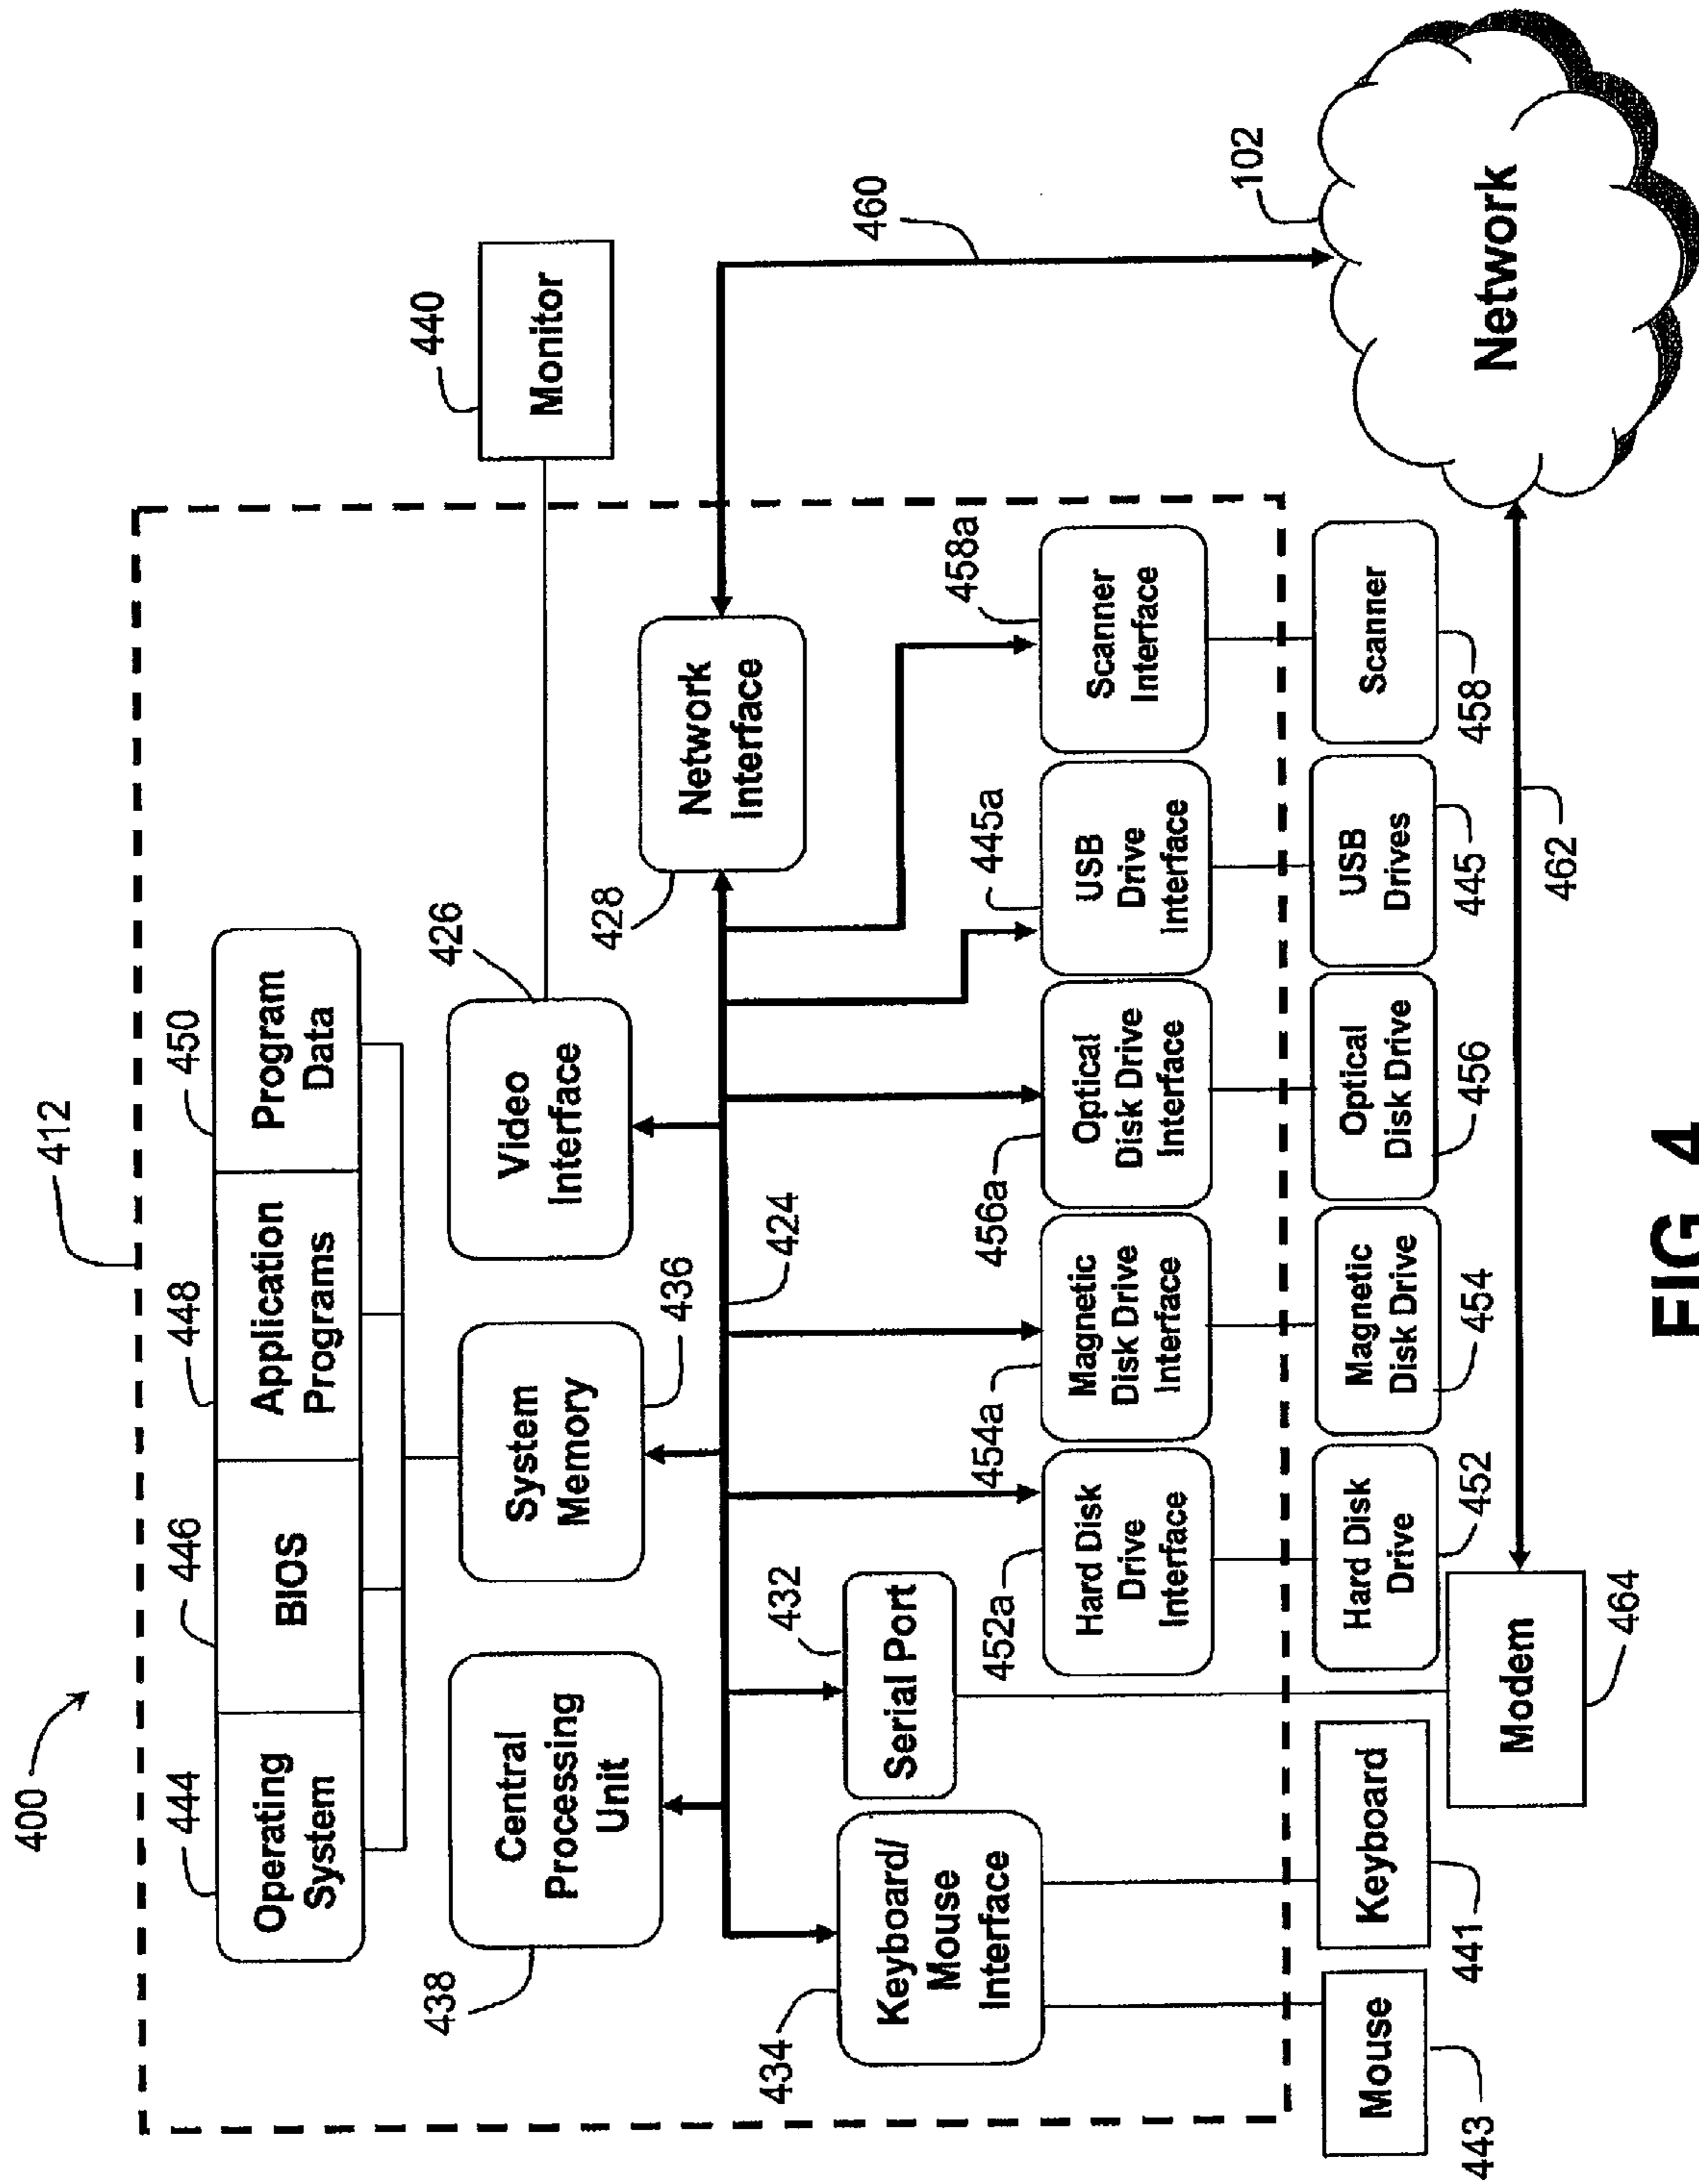 400
412
444
446
448
450
Operating
System
BIOS
Application
Programs
Program
Data
438
Central
Processing
Unit
System
Memory
436
426
Video
Interface
440
Monitor
424
428
Network
Interface
460
434
Keyboard/
Mouse
Interface
432
Serial Port
452a
Hard Disk
Drive
Interface
454a
Magnetic
Disk Drive
Interface
456a
Optical
Disk Drive
Interface
445a
USB
Drive
Interface
458a
Scanner
Interface
102
Network
443
Mouse
441
Keyboard
464
Modem
Hard Disk
Drive
452
Magnetic
Disk Drive
454
Optical
Disk Drive
456
USB
Drives
445
Scanner
458
462
FIG. 4